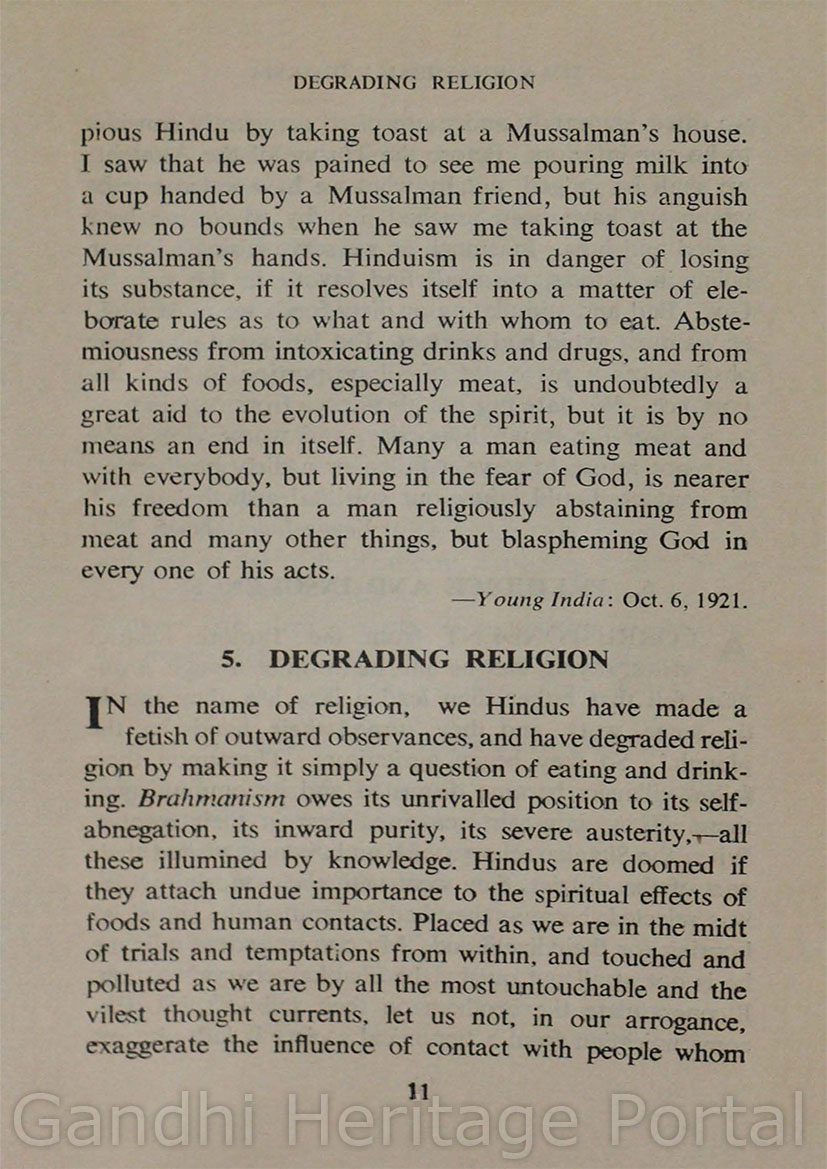 DEGRADING RELIGION
pious Hindu by taking toast at a Mussalman's house.
I saw that he was pained to see me pouring milk into
a cup handed by a Mussalman friend, but his anguish
knew no bounds when he saw me taking toast at the
Mussalman's hands. Hinduism is in danger of losing
its substance, if it resolves itself into a matter of ele-
borate rules as to what and with whom to eat. Abste-
miousness from intoxicating drinks and drugs, and from
all kinds of foods, especially meat, is undoubtedly a
great aid to the evolution of the spirit, but it is by no
means an end in itself. Many a man eating meat and
with everybody, but living in the fear of God, is nearer
his freedom than a man religiously abstaining from
meat and many other things, but blaspheming God in
every one of his acts.
—Young India: Oct. 6, 1921.
5. DEGRADING RELIGION
IN the name of religion, we Hindus have made a
fetish of outward observances, and have degraded reli-
gion by making it simply a question of eating and drink-
ing. Brahmanism owes its unrivalled position to its self-
abnegation, its inward purity, its severe austerity,—all
these illumined by knowledge. Hindus are doomed if
they attach undue importance to the spiritual effects of
foods and human contacts. Placed as we are in the midt
of trials and temptations from within, and touched and
polluted as we are by all the most untouchable and the
vilest thought currents, let us not, in our arrogance,
exaggerate the influence of contact with people whom
11
Gandhi Heritage Portal